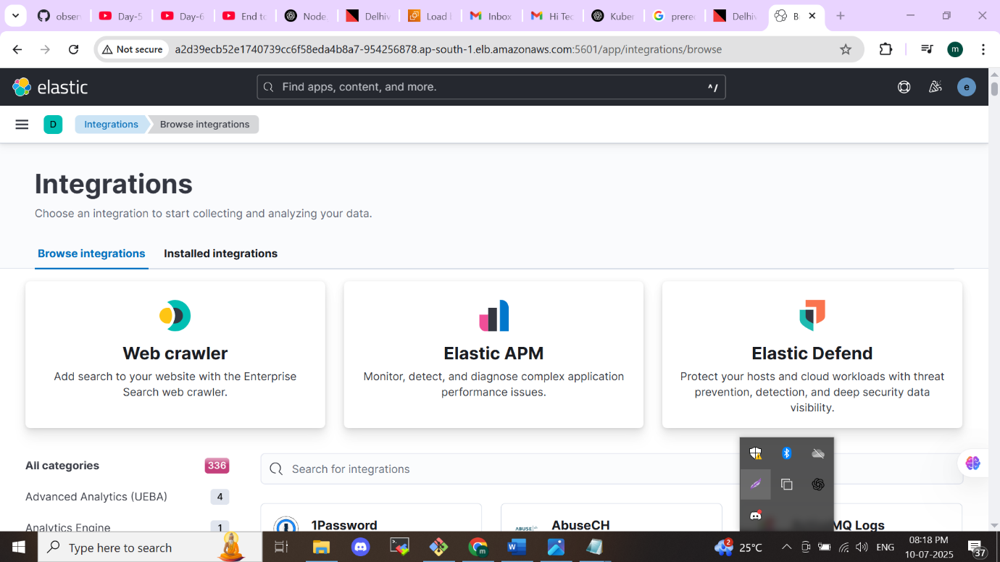 obser
Day-5
Day-6
End to
Node.
Delhiv
Load b
Inbox
Hi Tec
Kuber
prerec
Delhiv
B
Not secure
a2d39ecb52e1740739cc6f58eda4b8a7-954256878.ap-south-1.elb.amazonaws.com:5601/app/integrations/browse
m
elastic
Find apps, content, and more.
^/
e
D
Integrations
Browse integrations
Integrations
Choose an integration to start collecting and analyzing your data.
Browse integrations
Installed integrations
Web crawler
Add search to your website with the Enterprise
Search web crawler.
Elastic APM
Monitor, detect, and diagnose complex application
performance issues.
Elastic Defend
Protect your hosts and cloud workloads with threat
prevention, detection, and deep security data
visibility.
All categories 336
Search for integrations
Advanced Analytics (UEBA) 4
Analytics Engine 1
1Password
AbuseCH
MQ Logs
Type here to search
2
25°C
ENG
08:18 PM
10-07-2025
37